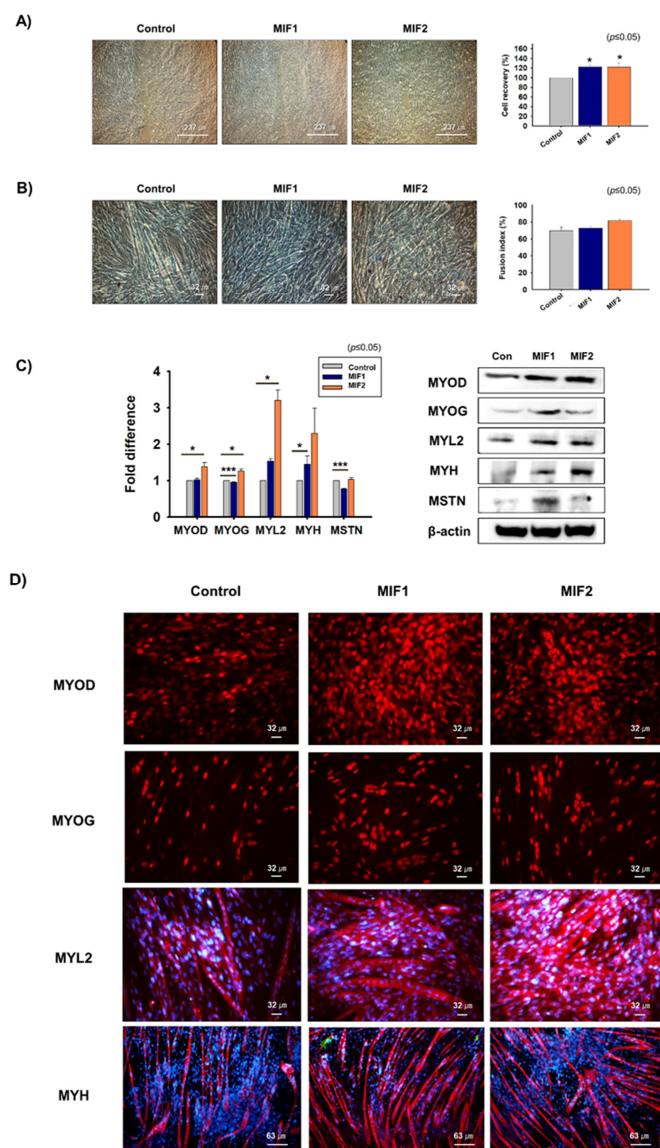 A)
Control MIF1 MIF2
(p≤0.05)
237 μm 237 μm 237 μm
Cell recovery (%)
160
140
120
100
80
60
40
20
0
* *
Control MIF1 MIF2
B)
Control MIF1 MIF2
(p≤0.05)
32 μm 32 μm 32 μm
Fusion index (%)
100
80
60
40
20
0
Control MIF1 MIF2
C)
(p≤0.05)
Control
MIF1
MIF2
Fold difference
4
3
2
1
0
* * *** * * ***
MYOD MYOG MYL2 MYH MSTN
Con MIF1 MIF2
MYOD
MYOG
MYL2
MYH
MSTN
β-actin
D)
Control MIF1 MIF2
MYOD
32 μm 32 μm 32 μm
MYOG
32 μm 32 μm 32 μm
MYL2
32 μm 32 μm 32 μm
MYH
63 μm 63 μm 63 μm